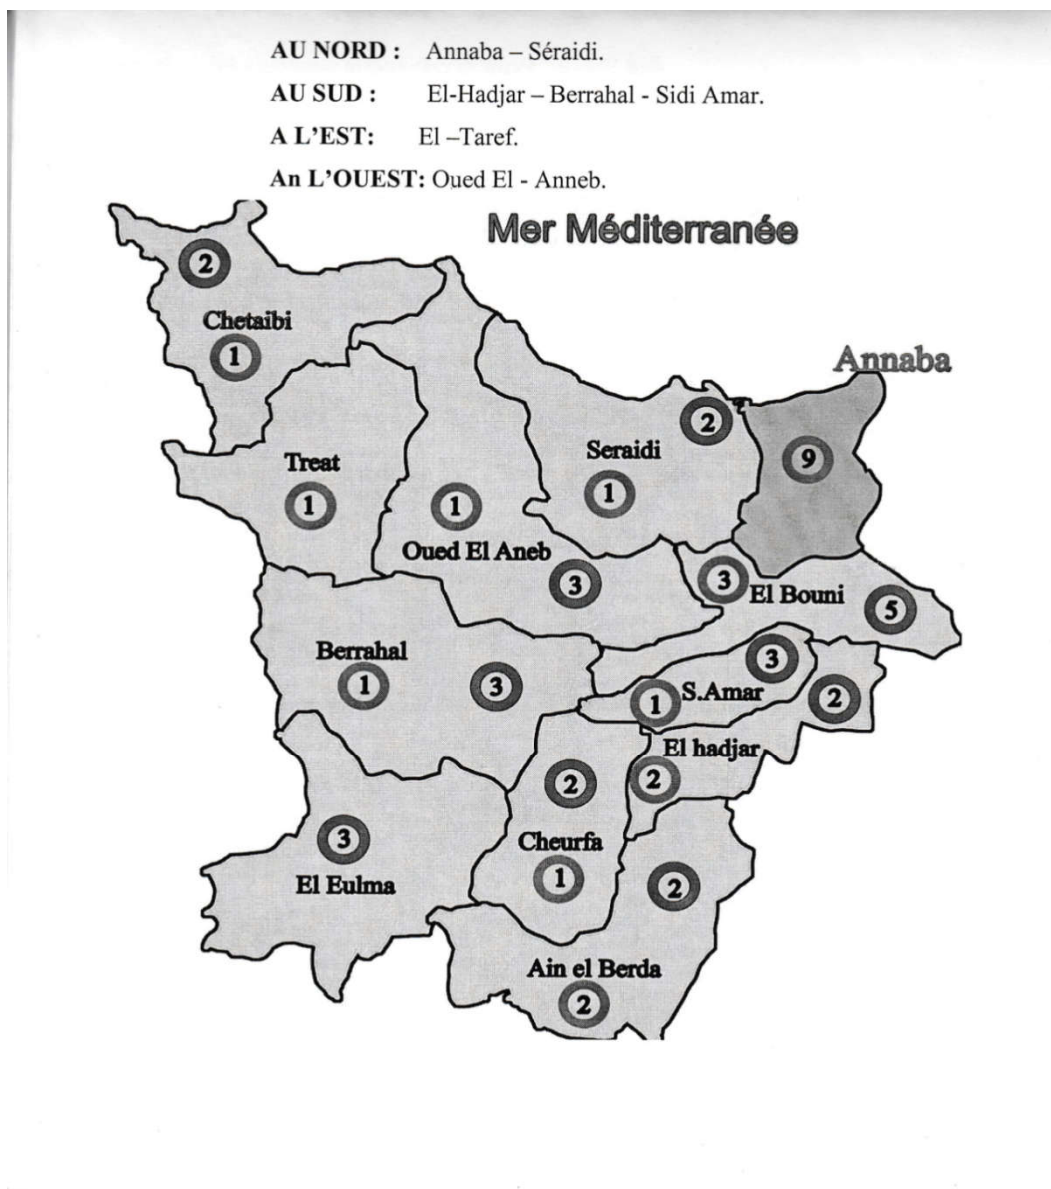 AU NORD : Annaba – Séraidi.
AU SUD : El-Hadjar – Berrahal - Sidi Amar.
A L'EST: El –Taref.
An L'OUEST: Oued El - Anneb.
Mer Méditerranée
2
Chetaibi
1
Annaba
2
Seraidi
9
Treat
1
1
1
Oued El Aneb
3
3
El Bouni
5
Berrahal
1
3
3
S.Amar
1
2
El hadjar
2
2
3
Cheurfa
El Eulma
1
2
Ain el Berda
2